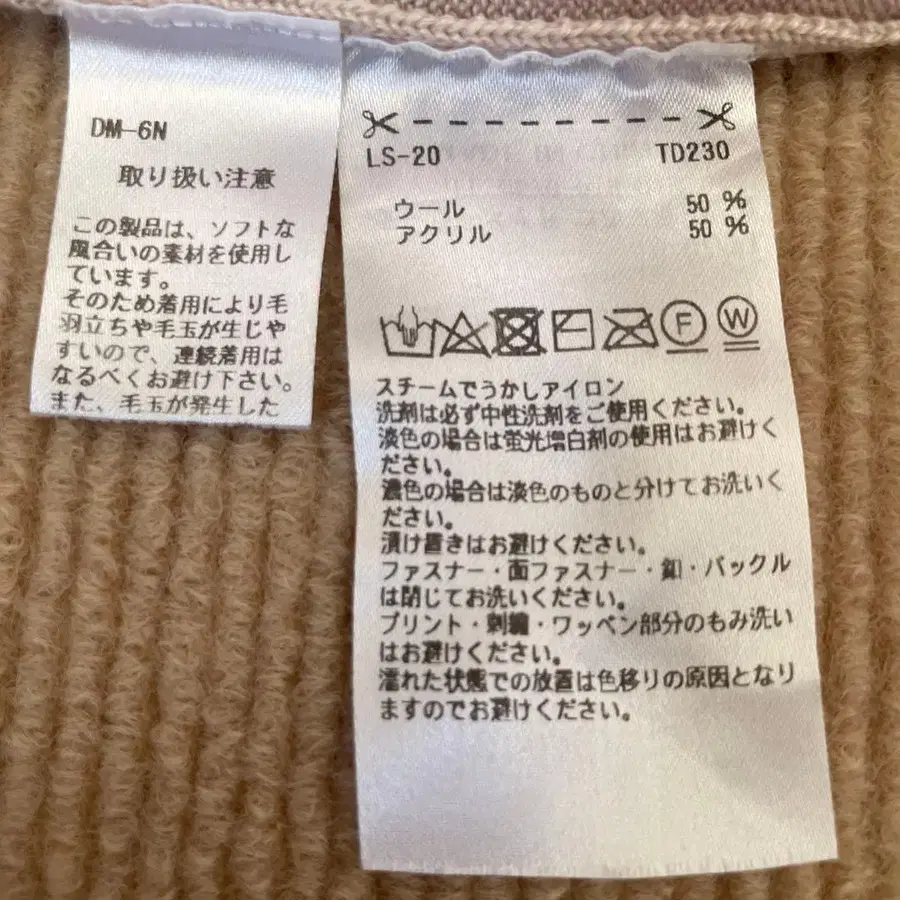 DM-6N
取り扱い注意
この製品は、ソフトな
風合いの素材を使用し
ています。
そのため着用により毛
羽立ちや毛玉が生じや
すいので、連続着用は
なるべくお避け下さい。
また、毛玉が発生した
LS-20 TD230
ウール 50 %
アクリル 50 %
F W
スチームでうかしアイロン
洗剤は必ず中性洗剤をご使用ください。
淡色の場合は蛍光増白剤の使用はお避けく
ださい。
濃色の場合は淡色のものと分けてお洗いく
ださい。
漬け置きはお避けください。
ファスナー・面ファスナー・釦・バックル
は閉じてお洗いください。
プリント・刺繍・ワッペン部分のもみ洗い
はお避けください。
濡れた状態での放置は色移りの原因となり
ますのでお避けください。